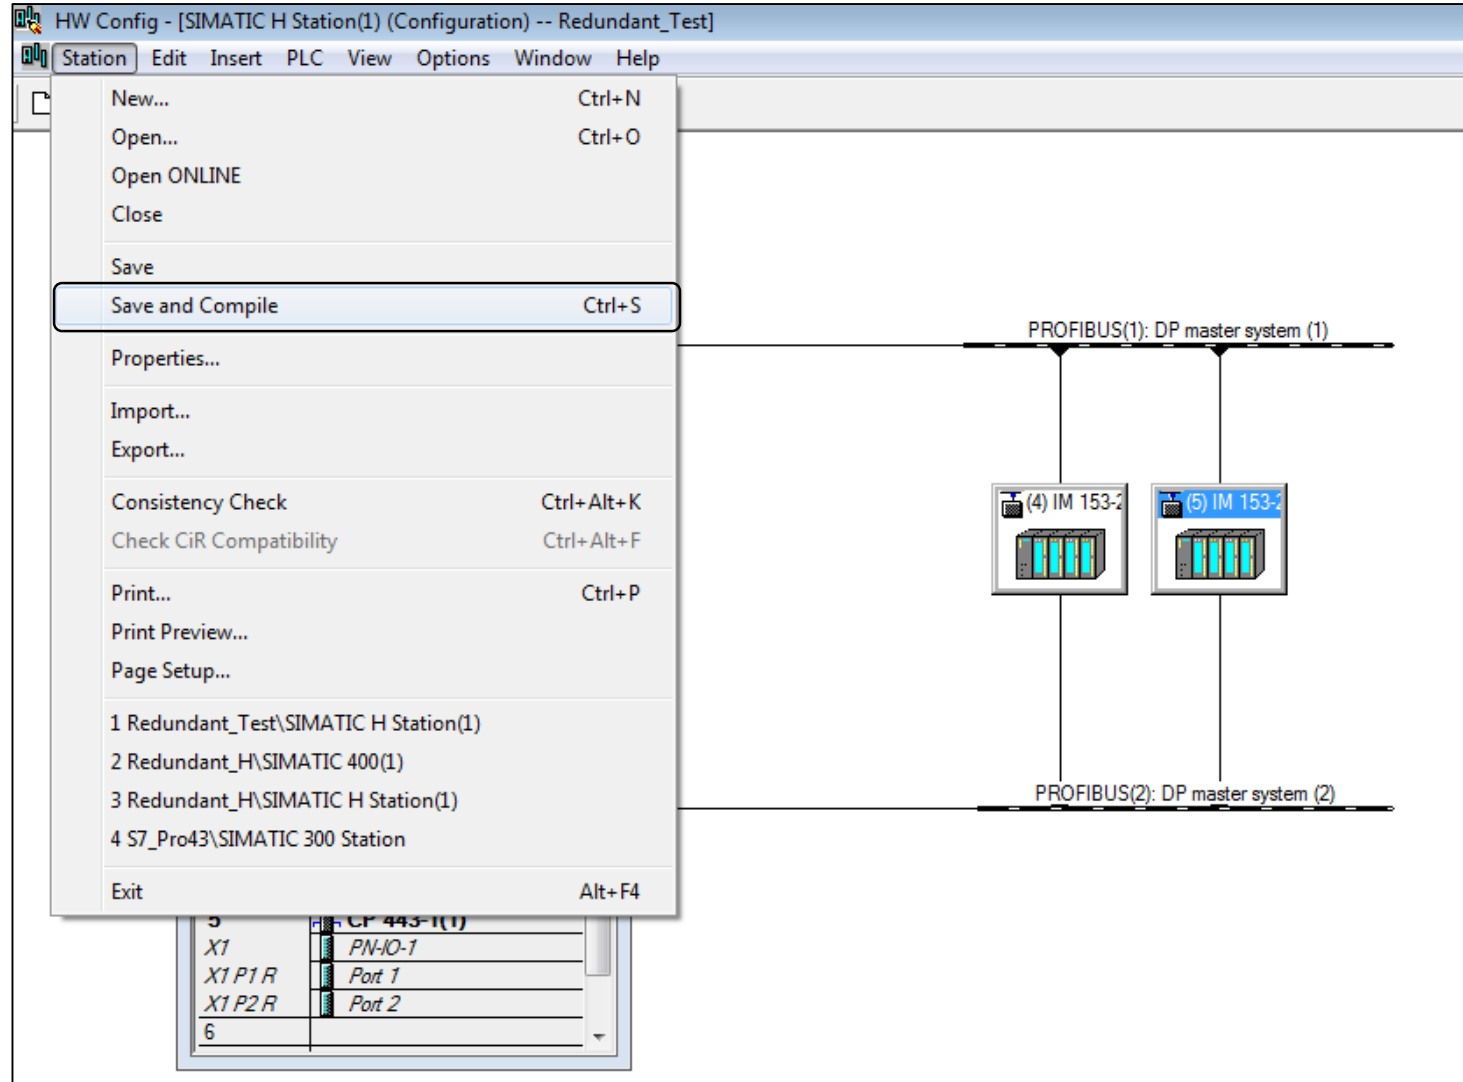 HW Config - [SIMATIC H Station(1) (Configuration) -- Redundant_Test]
Station Edit Insert PLC View Options Window Help
New... Ctrl+N
Open... Ctrl+O
Open ONLINE
Close
Save
Save and Compile Ctrl+S
Properties...
Import...
Export...
Consistency Check Ctrl+Alt+K
Check CiR Compatibility Ctrl+Alt+F
Print... Ctrl+P
Print Preview...
Page Setup...
1 Redundant_Test\SIMATIC H Station(1)
2 Redundant_H\SIMATIC 400(1)
3 Redundant_H\SIMATIC H Station(1)
4 S7_Pro43\SIMATIC 300 Station
Exit Alt+F4
PROFIBUS(1): DP master system (1)
(4) IM 153-2
(5) IM 153-2
PROFIBUS(2): DP master system (2)
5 CP 443-1(1)
X1 PN-IO-1
X1 P1 R Port 1
X1 P2 R Port 2
6